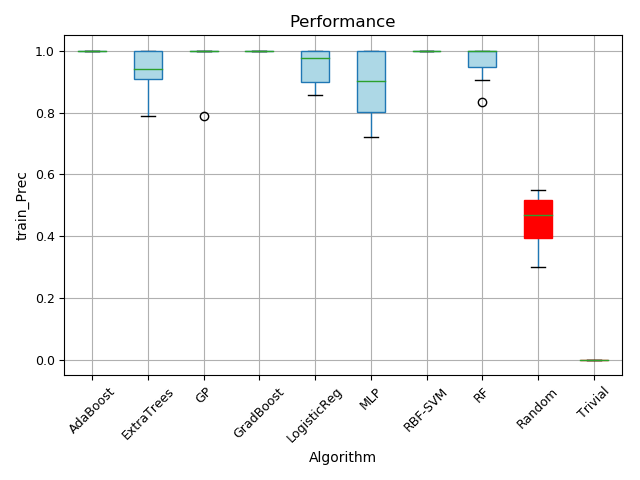 Performance
train_Prec
1.0
0.8
0.6
0.4
0.2
0.0
AdaBoost
ExtraTrees
GP
GradBoost
LogisticReg
MLP
RBF-SVM
RF
Random
Trivial
Algorithm